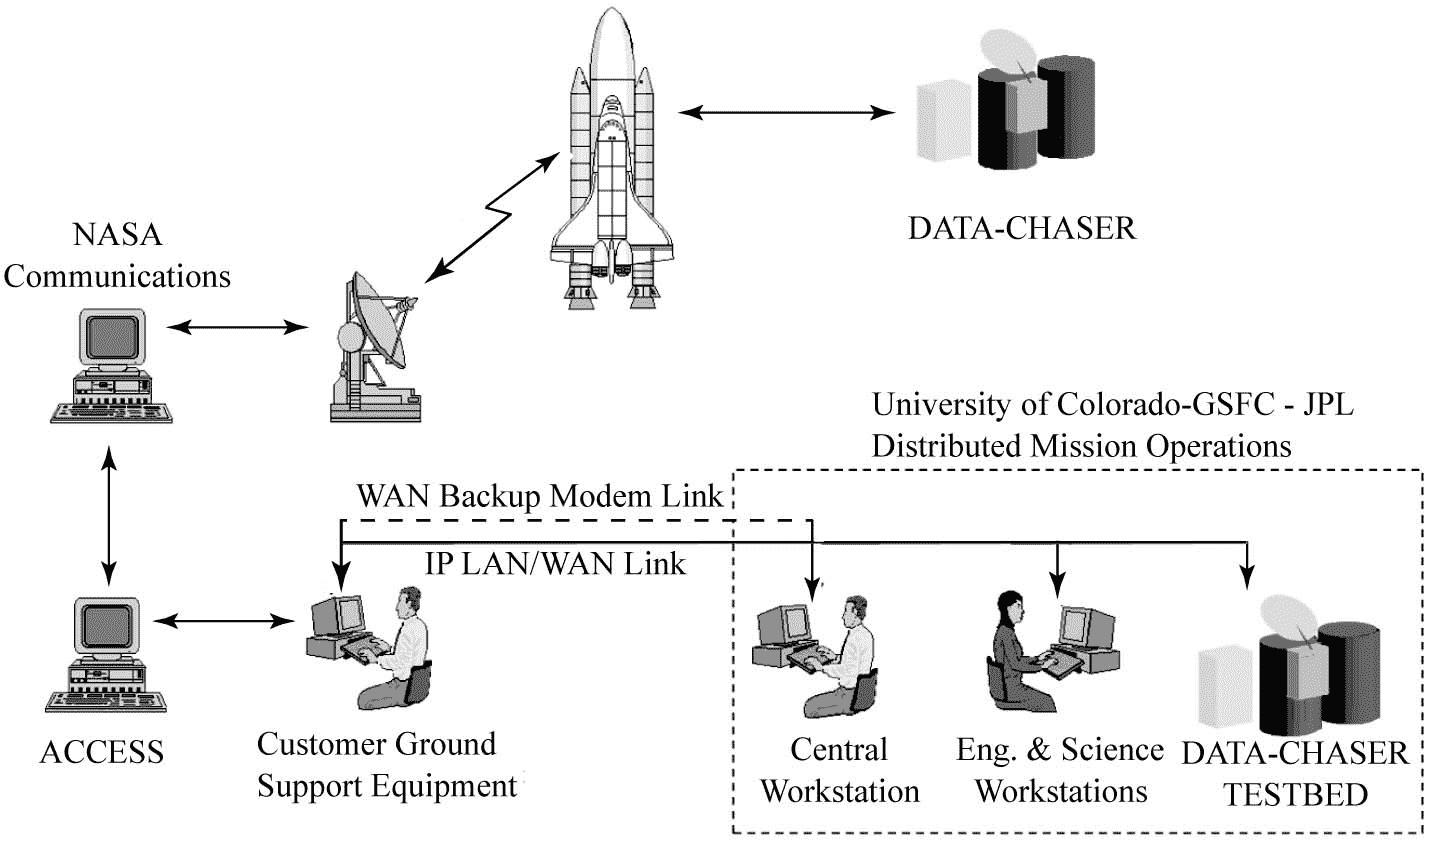 NASA
Communications
DATA-CHASER
University of Colorado-GSFC - JPL
Distributed Mission Operations
WAN Backup Modem Link
IP LAN/WAN Link
ACCESS
Customer Ground
Support Equipment
Central
Workstation
Eng. & Science
Workstations
DATA-CHASER
TESTBED